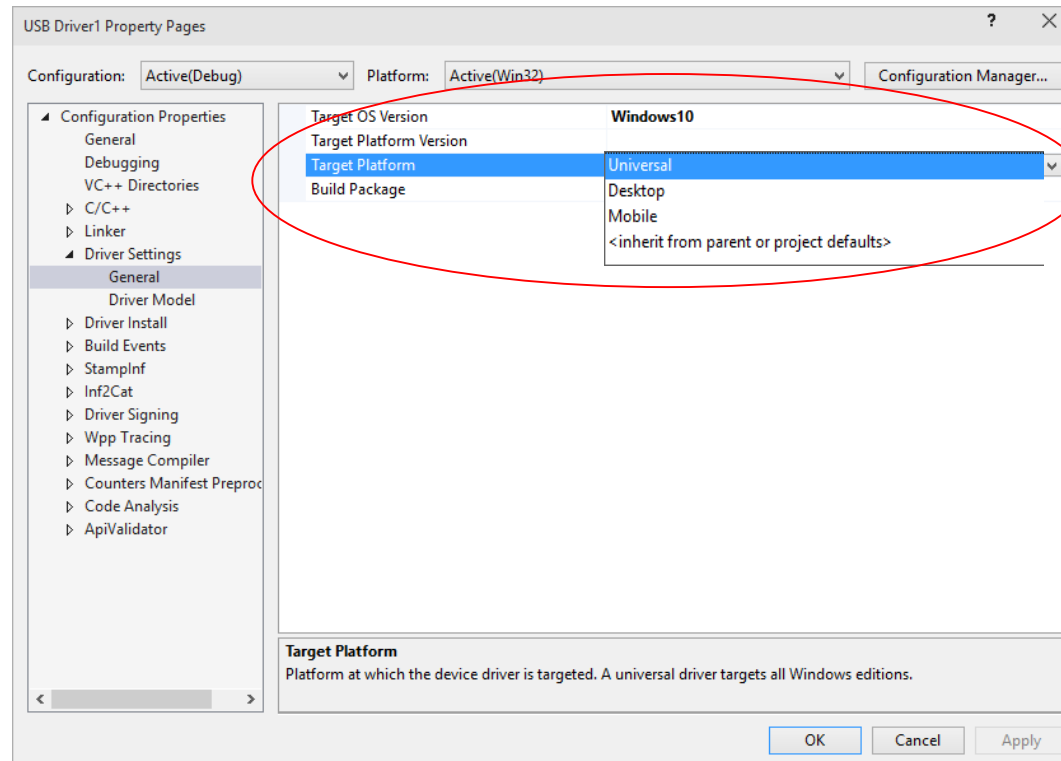 USB Driver1 Property Pages
Configuration: Active(Debug) Platform: Active(Win32) Configuration Manager...
Configuration Properties
General
Debugging
VC++ Directories
C/C++
Linker
Driver Settings
General
Driver Model
Driver Install
Build Events
StampInf
Inf2Cat
Driver Signing
Wpp Tracing
Message Compiler
Counters Manifest Preproc
Code Analysis
ApiValidator
Target OS Version Windows10
Target Platform Version
Target Platform Universal
Build Package Desktop
Mobile
<inherit from parent or project defaults>
Target Platform
Platform at which the device driver is targeted. A universal driver targets all Windows editions.
OK Cancel Apply